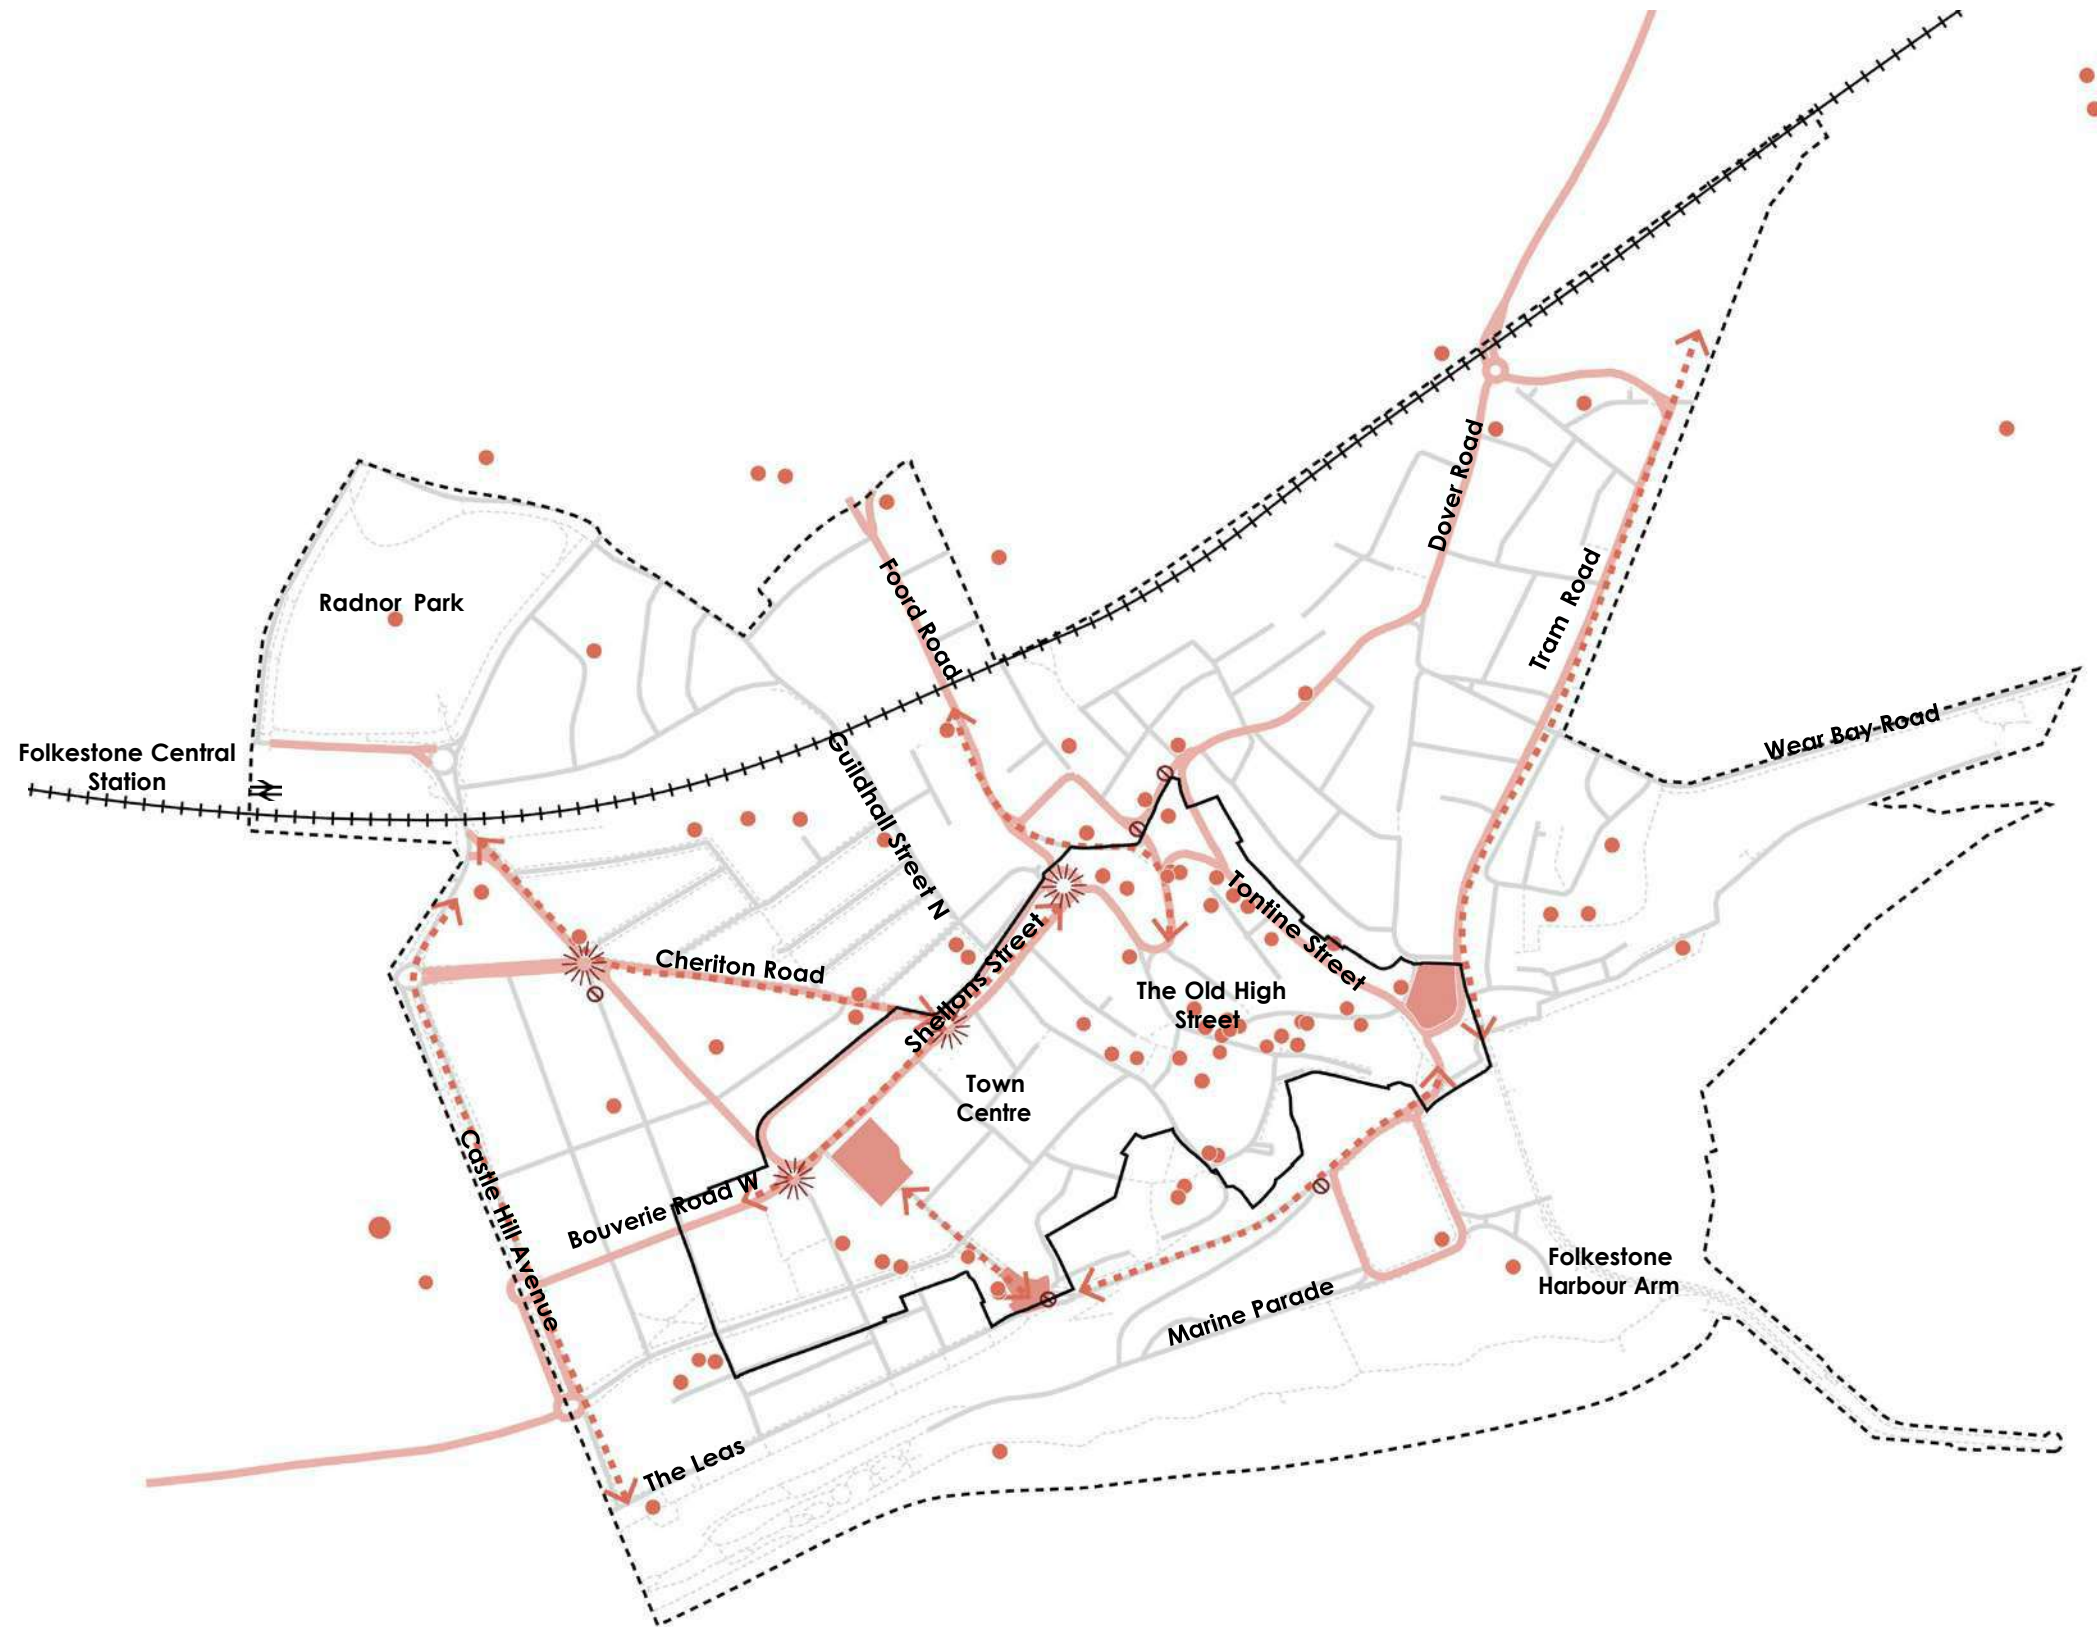 Radnor Park
Foord Road
Dover Road
Tram Road
Wear Bay Road
Folkestone Central
Station
Guildhall Street N
Cheriton Road
Sheltons Street
Tontine Street
The Old High
Street
Town
Centre
Castle Hill Avenue
Bouverie Road W
Folkestone
Harbour Arm
Marine Parade
The Leas